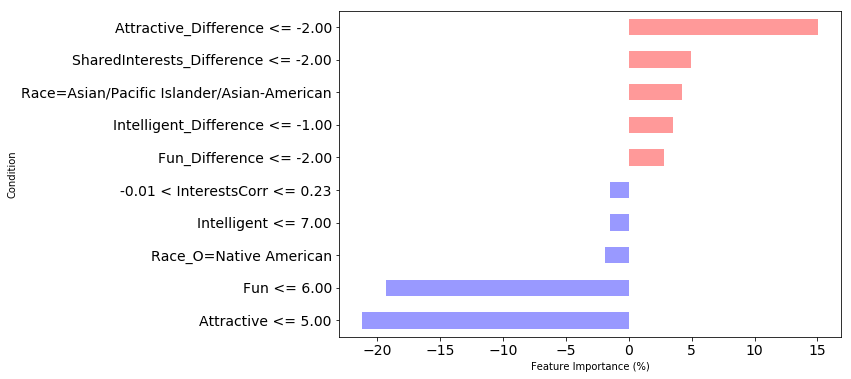 Attractive_Difference <= -2.00
SharedInterests_Difference <= -2.00
Race=Asian/Pacific Islander/Asian-American
Intelligent_Difference <= -1.00
Fun_Difference <= -2.00
-0.01 < InterestsCorr <= 0.23
Intelligent <= 7.00
Race_O=Native American
Fun <= 6.00
Attractive <= 5.00
Condition
−20 −15 −10 −5 0 5 10 15
Feature Importance (%)